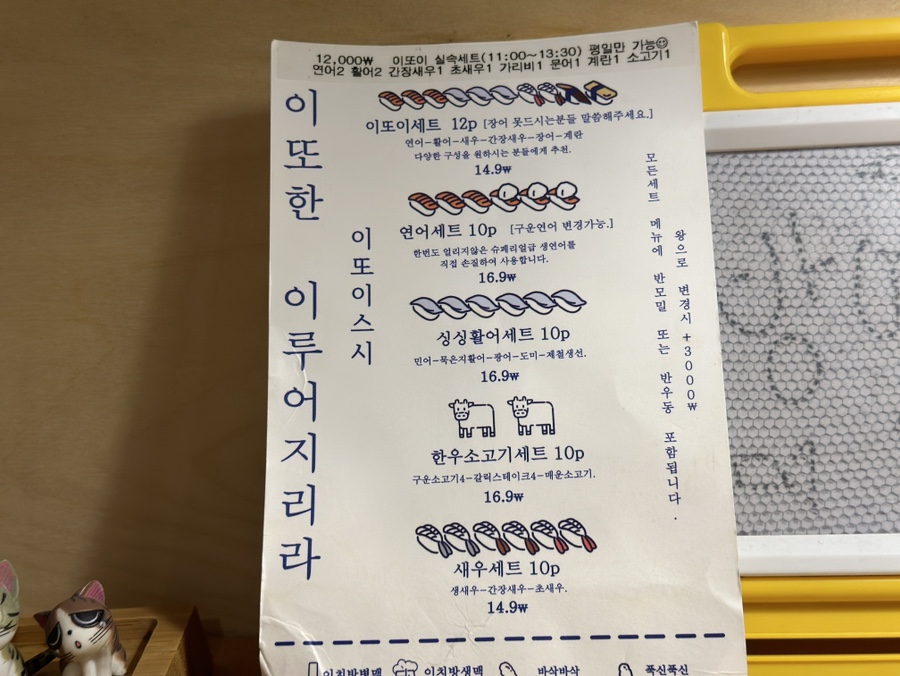 12,000₩ 이또이 실속세트(11:00~13:30) 평일만 가능☺
연어2 활어2 간장새우1 초새우1 가리비1 문어1 계란1 소고기1
이또한 이루어지리라
이또이스시
이또이세트 12p [장어 못드시는분들 말씀해주세요.]
연어-활어-새우-간장새우-장어-계란
다양한 구성을 원하시는 분들에게 추천.
14.9₩
연어세트 10p [구운연어 변경가능.]
한번도 얼리지않은 슈페리얼급 생연어를
직접 손질하여 사용합니다.
16.9₩
싱싱활어세트 10p
민어-묵은지활어-광어-도미-제철생선.
16.9₩
한우소고기세트 10p
구운소고기4-갈릭스테이크4-매운소고기.
16.9₩
새우세트 10p
생새우-간장새우-초새우.
14.9₩
모든세트 메뉴에 반모밀 또는 반우동 포함됩니다.
왕으로 변경시 +3000₩
바삭바삭
푹신푹신